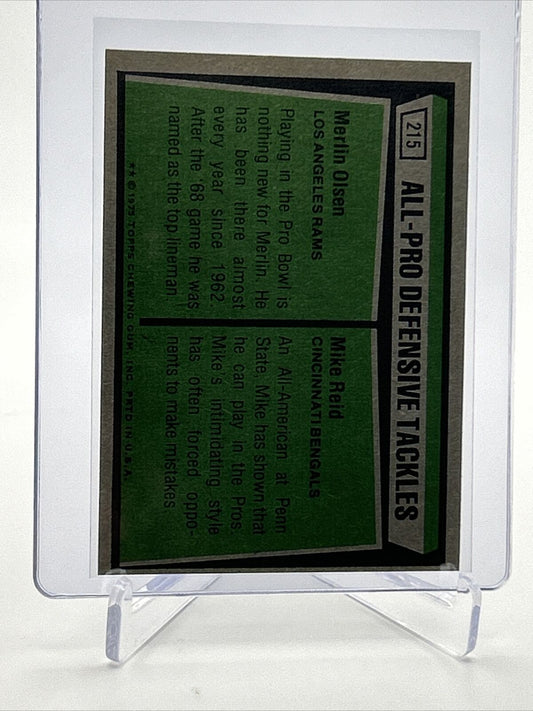 215
ALL-PRO DEFENSIVE TACKLES
Merlin Olsen
LOS ANGELES RAMS
Playing in the Pro Bowl is
nothing new for Merlin. He
has been there almost
every year since 1962.
After the '68 game he was
named as the top lineman
Mike Reid
CINCINNATI BENGALS
An All-American at Penn
State, Mike has shown that
he can play in the Pros.
Mike's intimidating style
has often forced oppo-
nents to make mistakes
** © 1975 TOPPS CHEWING GUM, INC. PRTD. IN U.S.A.